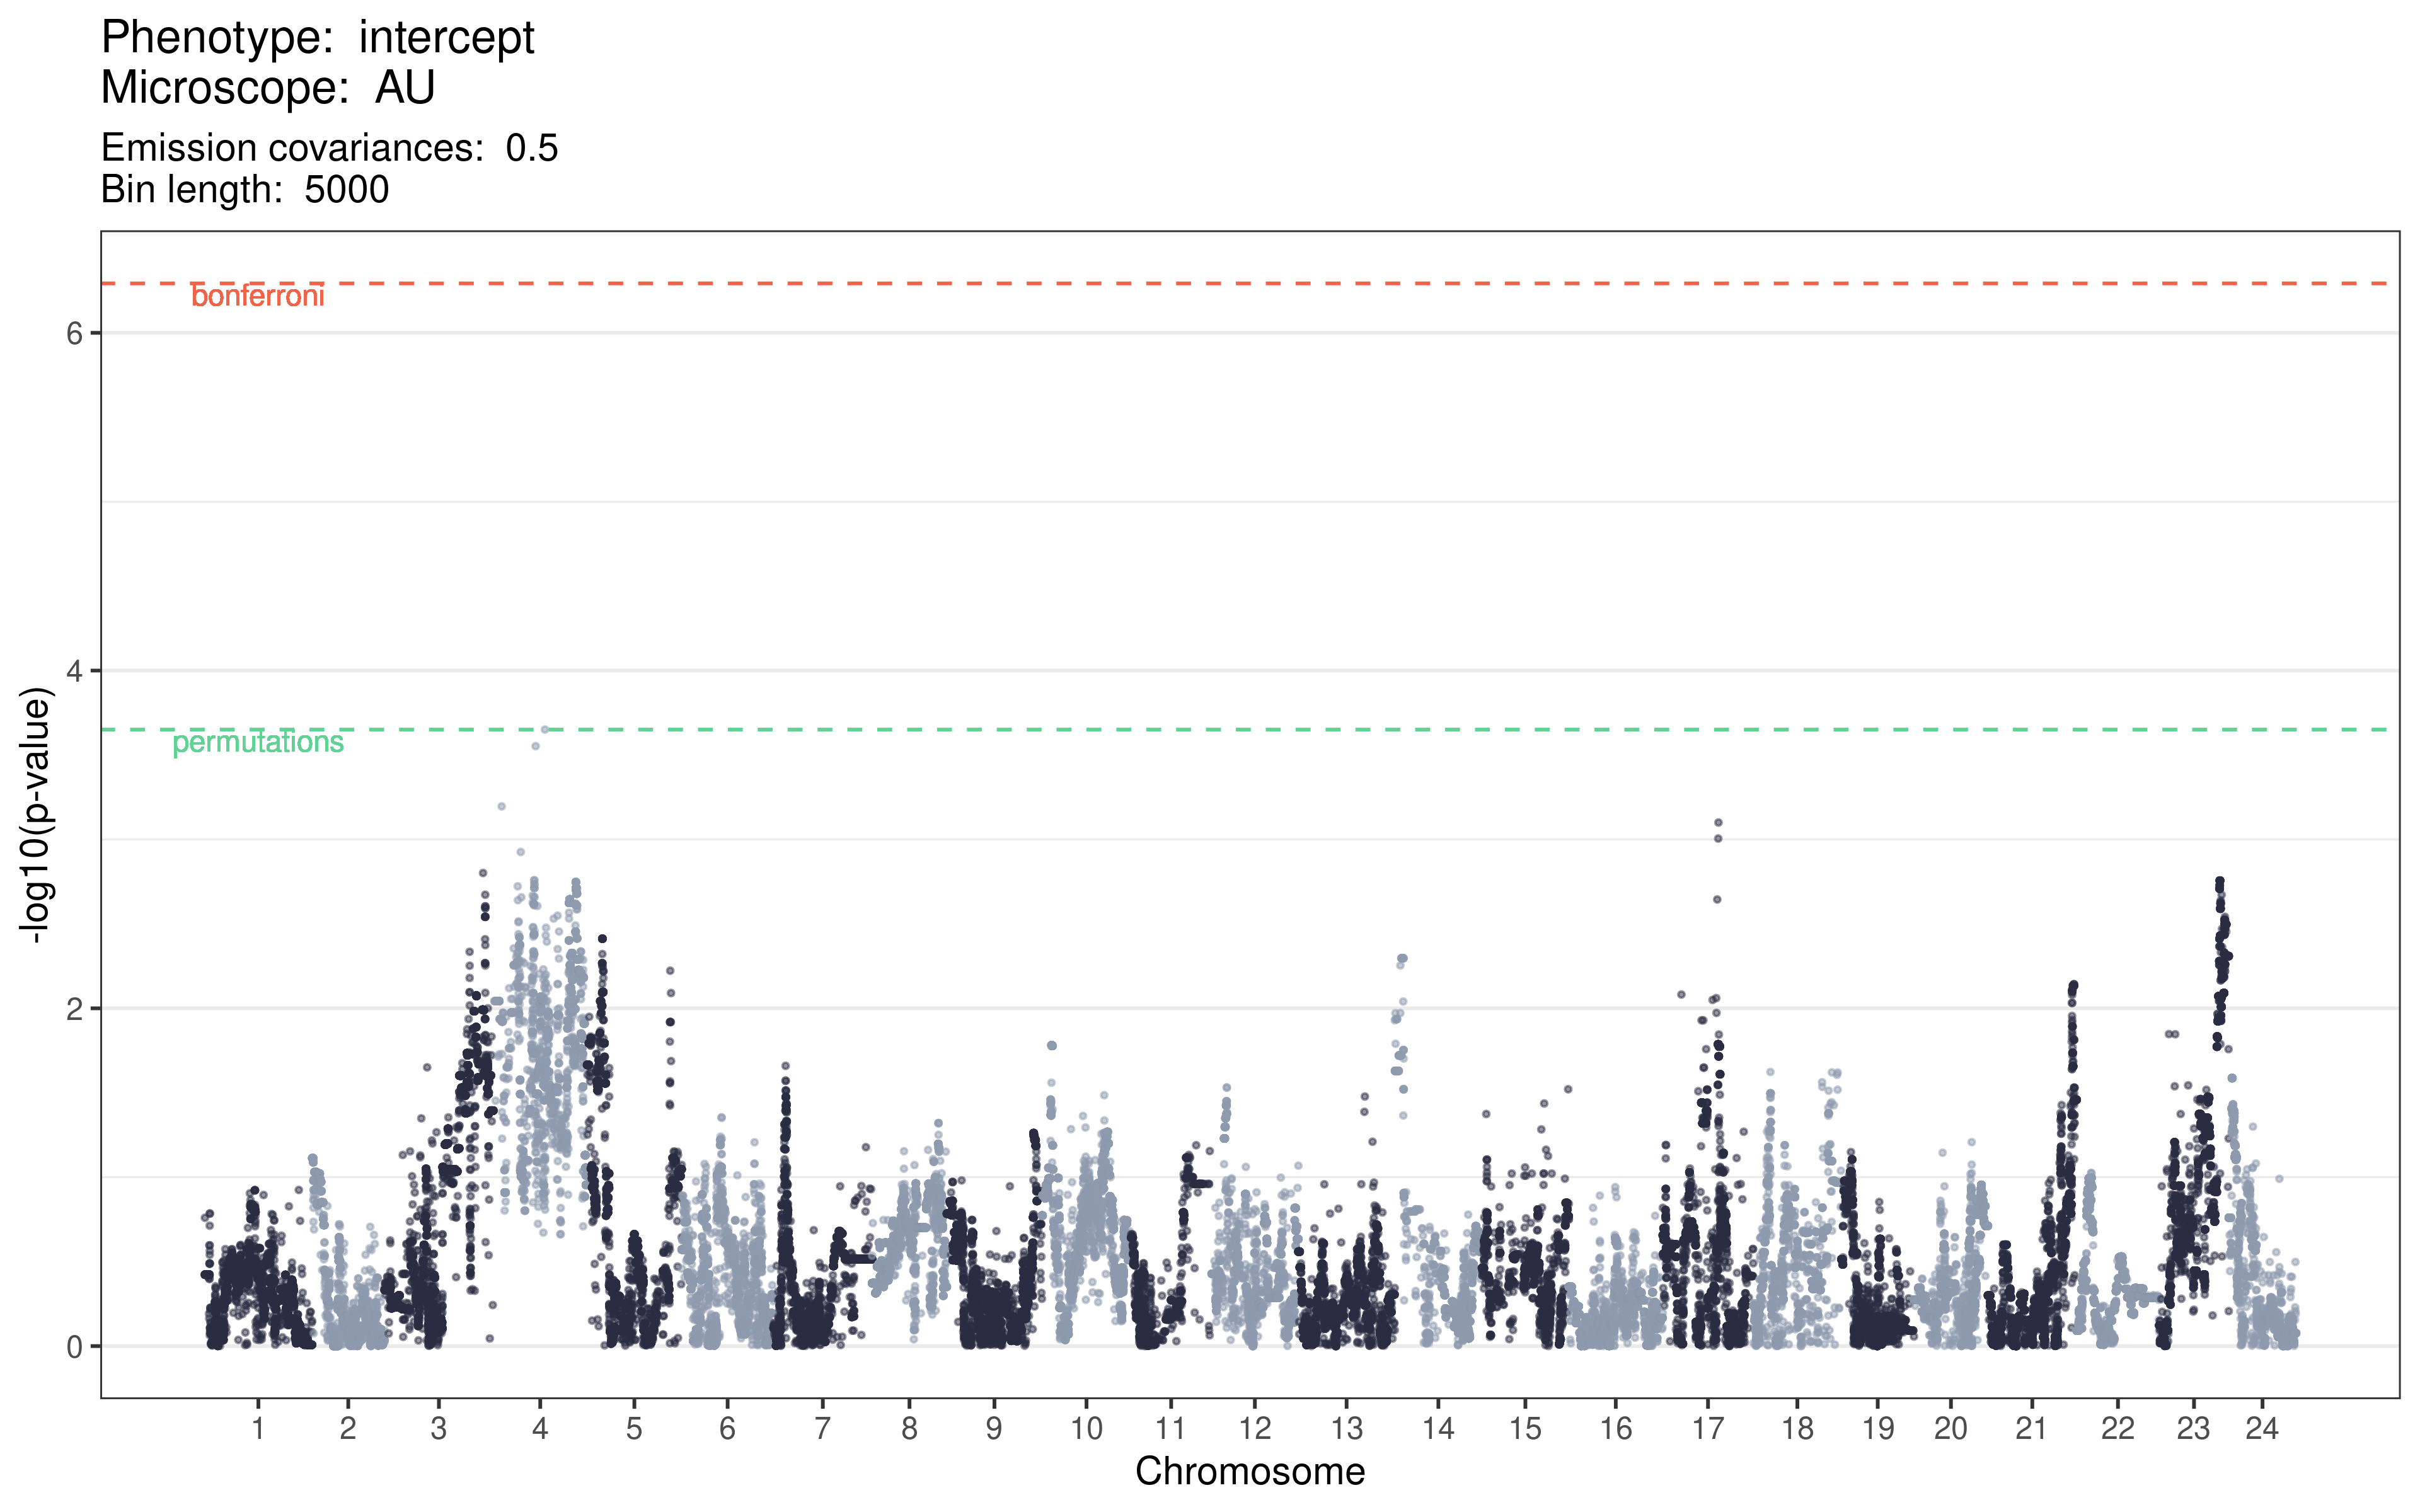 Phenotype: intercept
Microscope: AU
Emission covariances: 0.5
Bin length: 5000
bonferroni
6
4
permutations
2
0
-log10(p-value)
1 2 3 4 5 6 7 8 9 10 11 12 13 14 15 16 17 18 19 20 21 22 23 24
Chromosome